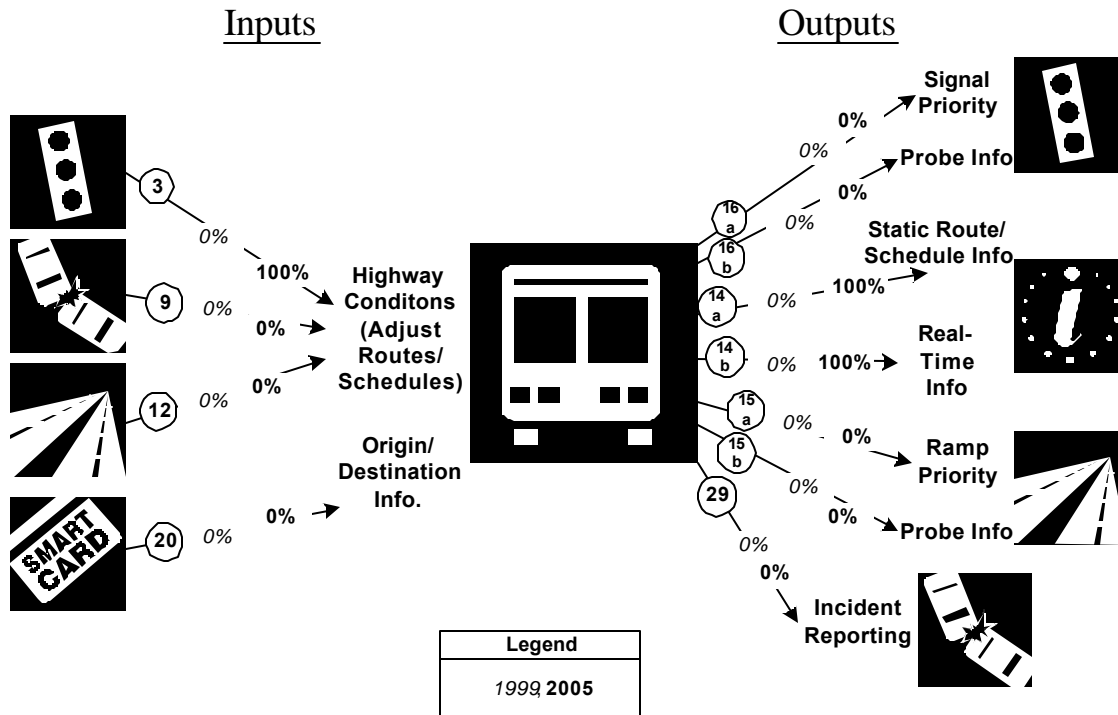 Inputs
Outputs
3
0%
100%
9
0%
0%
12
0%
0%
20
0%
0%
SMART
CARD
Highway
Conditons
(Adjust
Routes/
Schedules)
Origin/
Destination
Info.
16
a
0%
0%
Signal
Priority
16
b
0%
0%
Probe Info
14
a
0%
100%
Static Route/
Schedule Info
14
b
0%
100%
Real-
Time
Info
15
a
0%
0%
Ramp
Priority
15
b
0%
0%
Probe Info
29
0%
0%
Incident
Reporting
Legend
1999, 2005